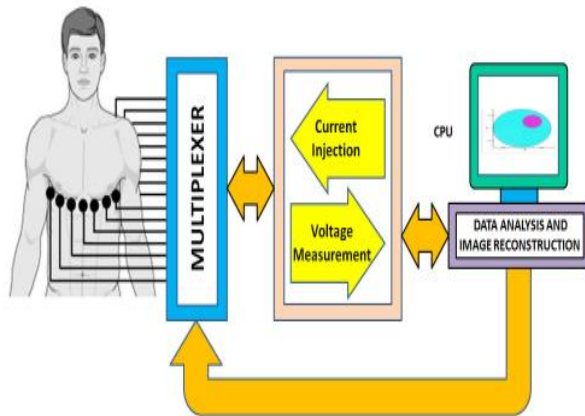 MULTIPLEXER
Current
Injection
Voltage
Measurement
CPU
DATA ANALYSIS AND
IMAGE RECONSTRUCTION